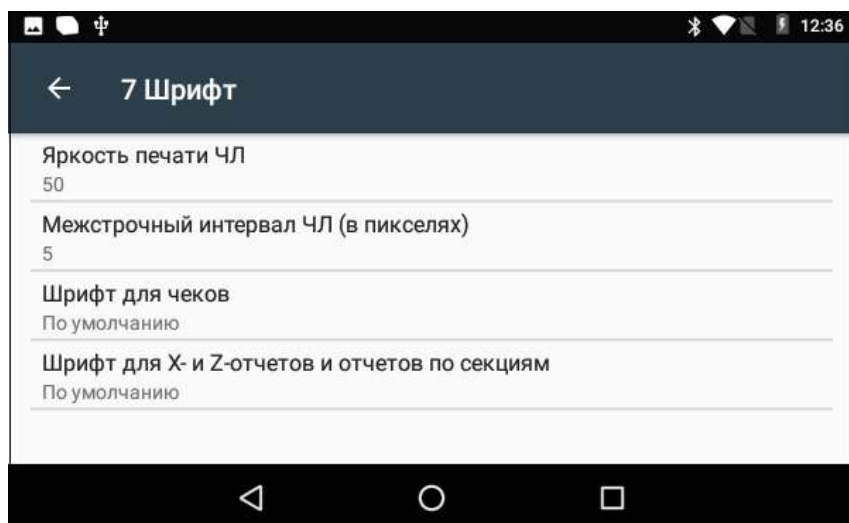 12:36
7 Шрифт
Яркость печати ЧЛ
50
Межстрочный интервал ЧЛ (в пикселях)
5
Шрифт для чеков
По умолчанию
Шрифт для X- и Z-отчетов и отчетов по секциям
По умолчанию